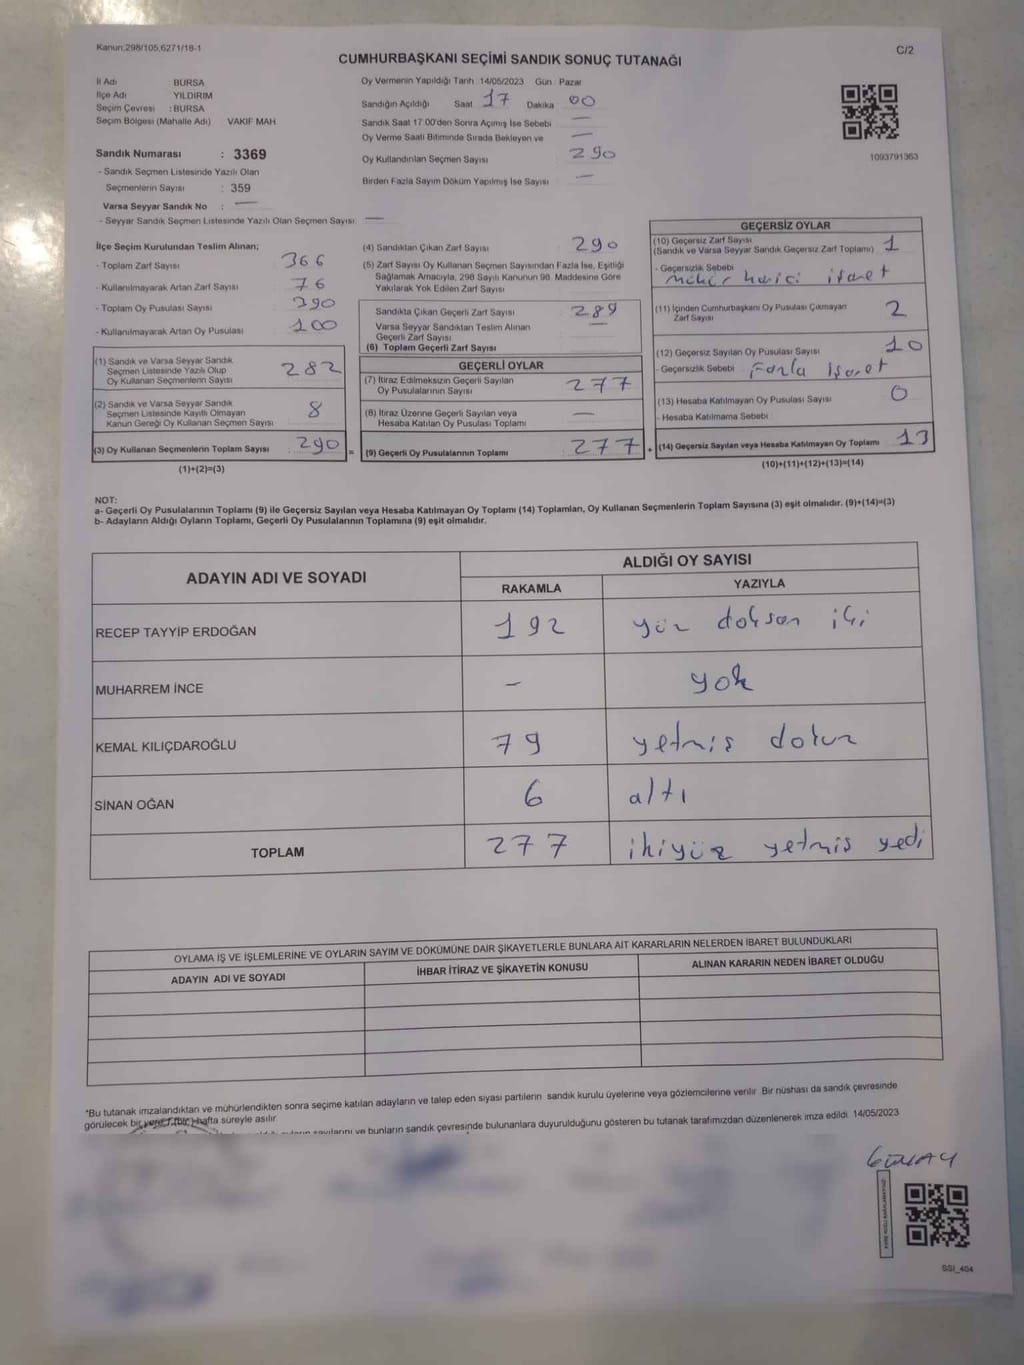 Kanun:298/105,6271/18-1
C/2
CUMHURBAŞKANI SEÇİMİ SANDIK SONUÇ TUTANAĞI
İl Adı : BURSA
İlçe Adı YILDIRIM
Seçim Çevresi : BURSA
Seçim Bölgesi (Mahalle Adı) VAKIF MAH.
Sandık Numarası : 3369
- Sandık Seçmen Listesinde Yazılı Olan
Seçmenlerin Sayısı : 359
Varsa Seyyar Sandık No : —
- Seyyar Sandık Seçmen Listesinde Yazılı Olan Seçmen Sayısı: —
Oy Vermenin Yapıldığı Tarih : 14/05/2023 Gün : Pazar
Sandığın Açıldığı Saat 17 Dakika 00
Sandık Saat 17:00'den Sonra Açımış İse Sebebi —
Oy Verme Saati Bitiminde Sırada Bekleyen ve —
Oy Kullandırılan Seçmen Sayısı 290
Birden Fazla Sayım Döküm Yapılmış İse Sayısı —
1093791363
İlçe Seçim Kurulundan Teslim Alınan;
- Toplam Zarf Sayısı 366
- Kullanılmayarak Artan Zarf Sayısı 76
- Toplam Oy Pusulası Sayısı 390
- Kullanılmayarak Artan Oy Pusulası 100
(1) Sandık ve Varsa Seyyar Sandık
Seçmen Listesinde Yazılı Olup
Oy Kullanan Seçmenlerin Sayısı 282
(2) Sandık ve Varsa Seyyar Sandık
Seçmen Listesinde Kayıtlı Olmayan
Kanun Gereği Oy Kullanan Seçmen Sayısı 8
(3) Oy Kullanan Seçmenlerin Toplam Sayısı 290 =
(1)+(2)=(3)
(4) Sandıktan Çıkan Zarf Sayısı 290
(5) Zarf Sayısı Oy Kullanan Seçmen Sayısından Fazla İse, Eşitliği
Sağlamak Amacıyla, 298 Sayılı Kanunun 98. Maddesine Göre
Yakılarak Yok Edilen Zarf Sayısı
Sandıkta Çıkan Geçerli Zarf Sayısı 289
Varsa Seyyar Sandıktan Teslim Alınan
Geçerli Zarf Sayısı —
(6) Toplam Geçerli Zarf Sayısı
GEÇERLİ OYLAR
(7) İtiraz Edilmeksizin Geçerli Sayılan
Oy Pusulalarının Sayısı 277
(8) İtiraz Üzerine Geçerli Sayılan veya
Hesaba Katılan Oy Pusulası Toplamı —
(9) Geçerli Oy Pusulalarının Toplamı 277 +
GEÇERSİZ OYLAR
(10) Geçersiz Zarf Sayısı
(Sandık ve Varsa Seyyar Sandık Geçersiz Zarf Toplamı) 1
- Geçersizlik Sebebi
mühür harici işaret
(11) İçinden Cumhurbaşkanı Oy Pusulası Çıkmayan
Zarf Sayısı 2
(12) Geçersiz Sayılan Oy Pusulası Sayısı 10
- Geçersizlik Sebebi Fazla işaret
(13) Hesaba Katılmayan Oy Pusulası Sayısı 0
- Hesaba Katılmama Sebebi
(14) Geçersiz Sayılan veya Hesaba Katılmayan Oy Toplamı 13
(10)+(11)+(12)+(13)=(14)
NOT:
a- Geçerli Oy Pusulalarının Toplamı (9) ile Geçersiz Sayılan veya Hesaba Katılmayan Oy Toplamı (14) Toplamları, Oy Kullanan Seçmenlerin Toplam Sayısına (3) eşit olmalıdır. (9)+(14)=(3)
b- Adayların Aldığı Oyların Toplamı, Geçerli Oy Pusulalarının Toplamına (9) eşit olmalıdır.
ADAYIN ADI VE SOYADI ALDIĞI OY SAYISI
RAKAMLA YAZIYLA
RECEP TAYYİP ERDOĞAN 192 yüz doksan iki
MUHARREM İNCE - yok
KEMAL KILIÇDAROĞLU 79 yetmiş dokuz
SİNAN OĞAN 6 altı
TOPLAM 277 ikiyüz yetmiş yedi
OYLAMA İŞ VE İŞLEMLERİNE VE OYLARIN SAYIM VE DÖKÜMÜNE DAİR ŞİKAYETLERLE BUNLARA AİT KARARLARIN NELERDEN İBARET BULUNDUKLARI
ADAYIN ADI VE SOYADI İHBAR İTİRAZ VE ŞİKAYETİN KONUSU ALINAN KARARIN NEDEN İBARET OLDUĞU
*Bu tutanak imzalandıktan ve mühürlendikten sonra seçime katılan adayların ve talep eden siyasi partilerin sandık kurulu üyelerine veya gözlemcilerine verilir. Bir nüshası da sandık çevresinde
görülecek bir yere (bir) hafta süreyle asılır.
sayılarını ve bunların sandık çevresinde bulunanlara duyurulduğunu gösteren bu tutanak tarafımızdan düzenlenerek imza edildi. 14/05/2023
GÜNAY
SSİ_404